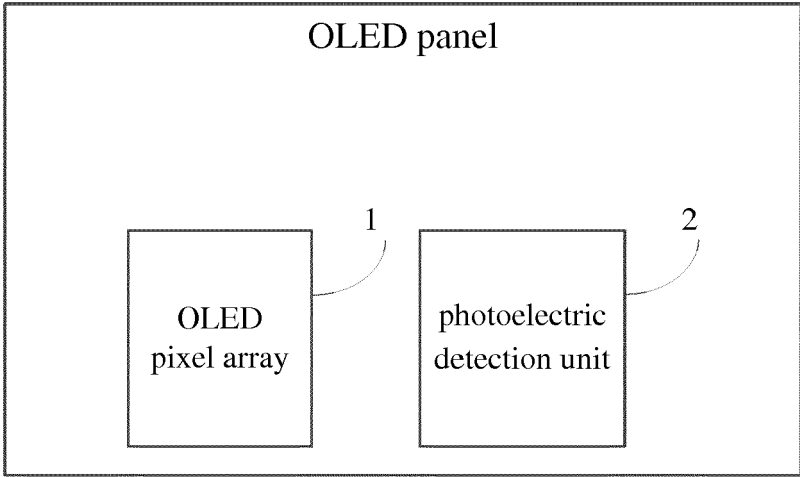 OLED panel
1
2
OLED
pixel array
photoelectric
detection unit